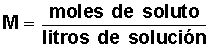 M = moles de soluto
litros de solución